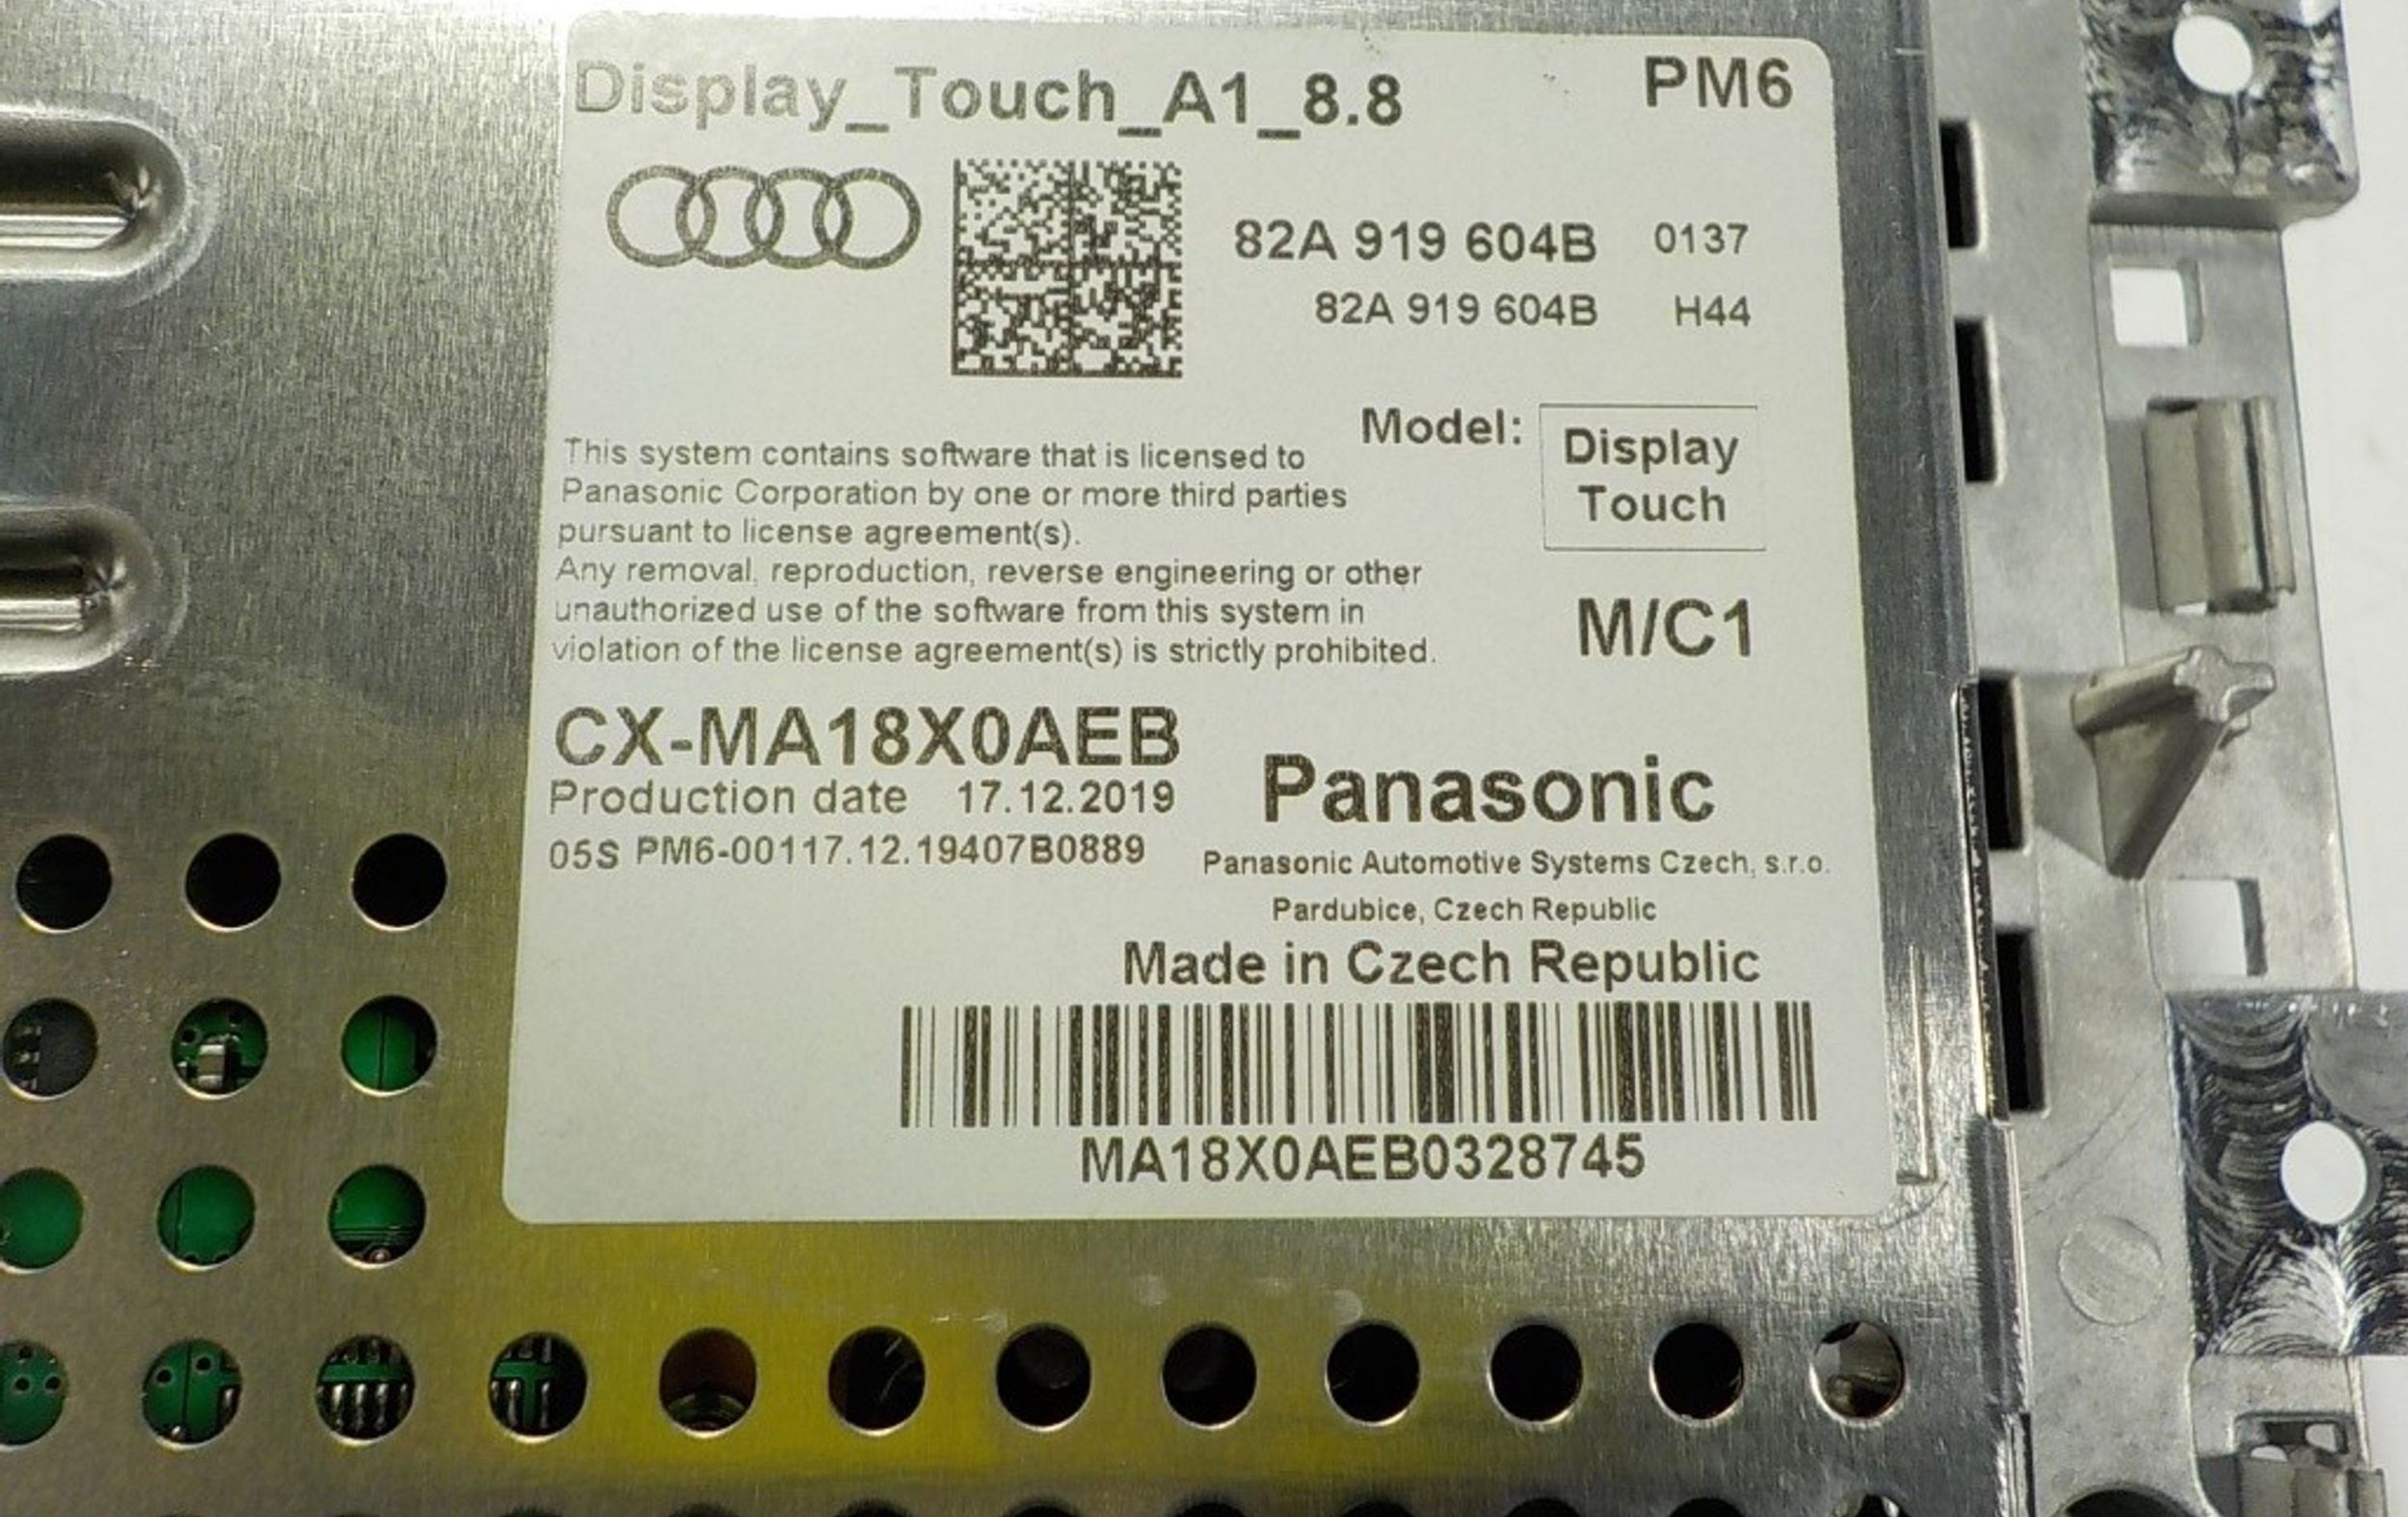 Display_Touch_A1_8.8 PM6
82A 919 604B 0137
82A 919 604B H44
Model: Display
Touch
This system contains software that is licensed to
Panasonic Corporation by one or more third parties
pursuant to license agreement(s).
Any removal, reproduction, reverse engineering or other
unauthorized use of the software from this system in
violation of the license agreement(s) is strictly prohibited.
M/C1
CX-MA18X0AEB
Production date 17.12.2019
05S PM6-00117.12.19407B0889
Panasonic
Panasonic Automotive Systems Czech, s.r.o.
Pardubice, Czech Republic
Made in Czech Republic
MA18X0AEB0328745